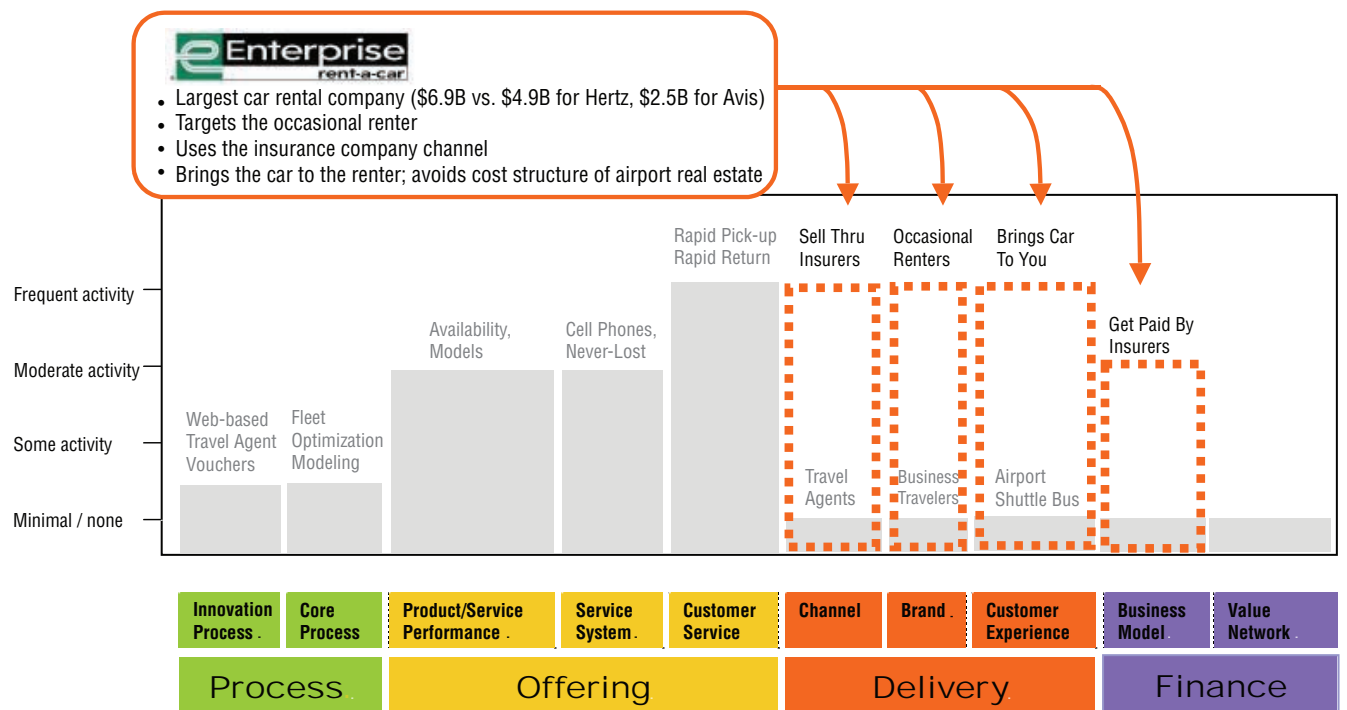 Enterprise
rent-a-car
• Largest car rental company ($6.9B vs. $4.9B for Hertz, $2.5B for Avis)
• Targets the occasional renter
• Uses the insurance company channel
• Brings the car to the renter; avoids cost structure of airport real estate
Frequent activity
Moderate activity
Some activity
Minimal / none
Web-based
Travel Agent
Vouchers
Fleet
Optimization
Modeling
Availability,
Models
Cell Phones,
Never-Lost
Rapid Pick-up
Rapid Return
Sell Thru
Insurers
Travel
Agents
Occasional
Renters
Business
Travelers
Brings Car
To You
Airport
Shuttle Bus
Get Paid By
Insurers
Innovation
Process .
Core
Process
Product/Service
Performance .
Service
System .
Customer
Service
Channel
Brand .
Customer
Experience
Business
Model .
Value
Network .
Process .
Offering
Delivery .
Finance